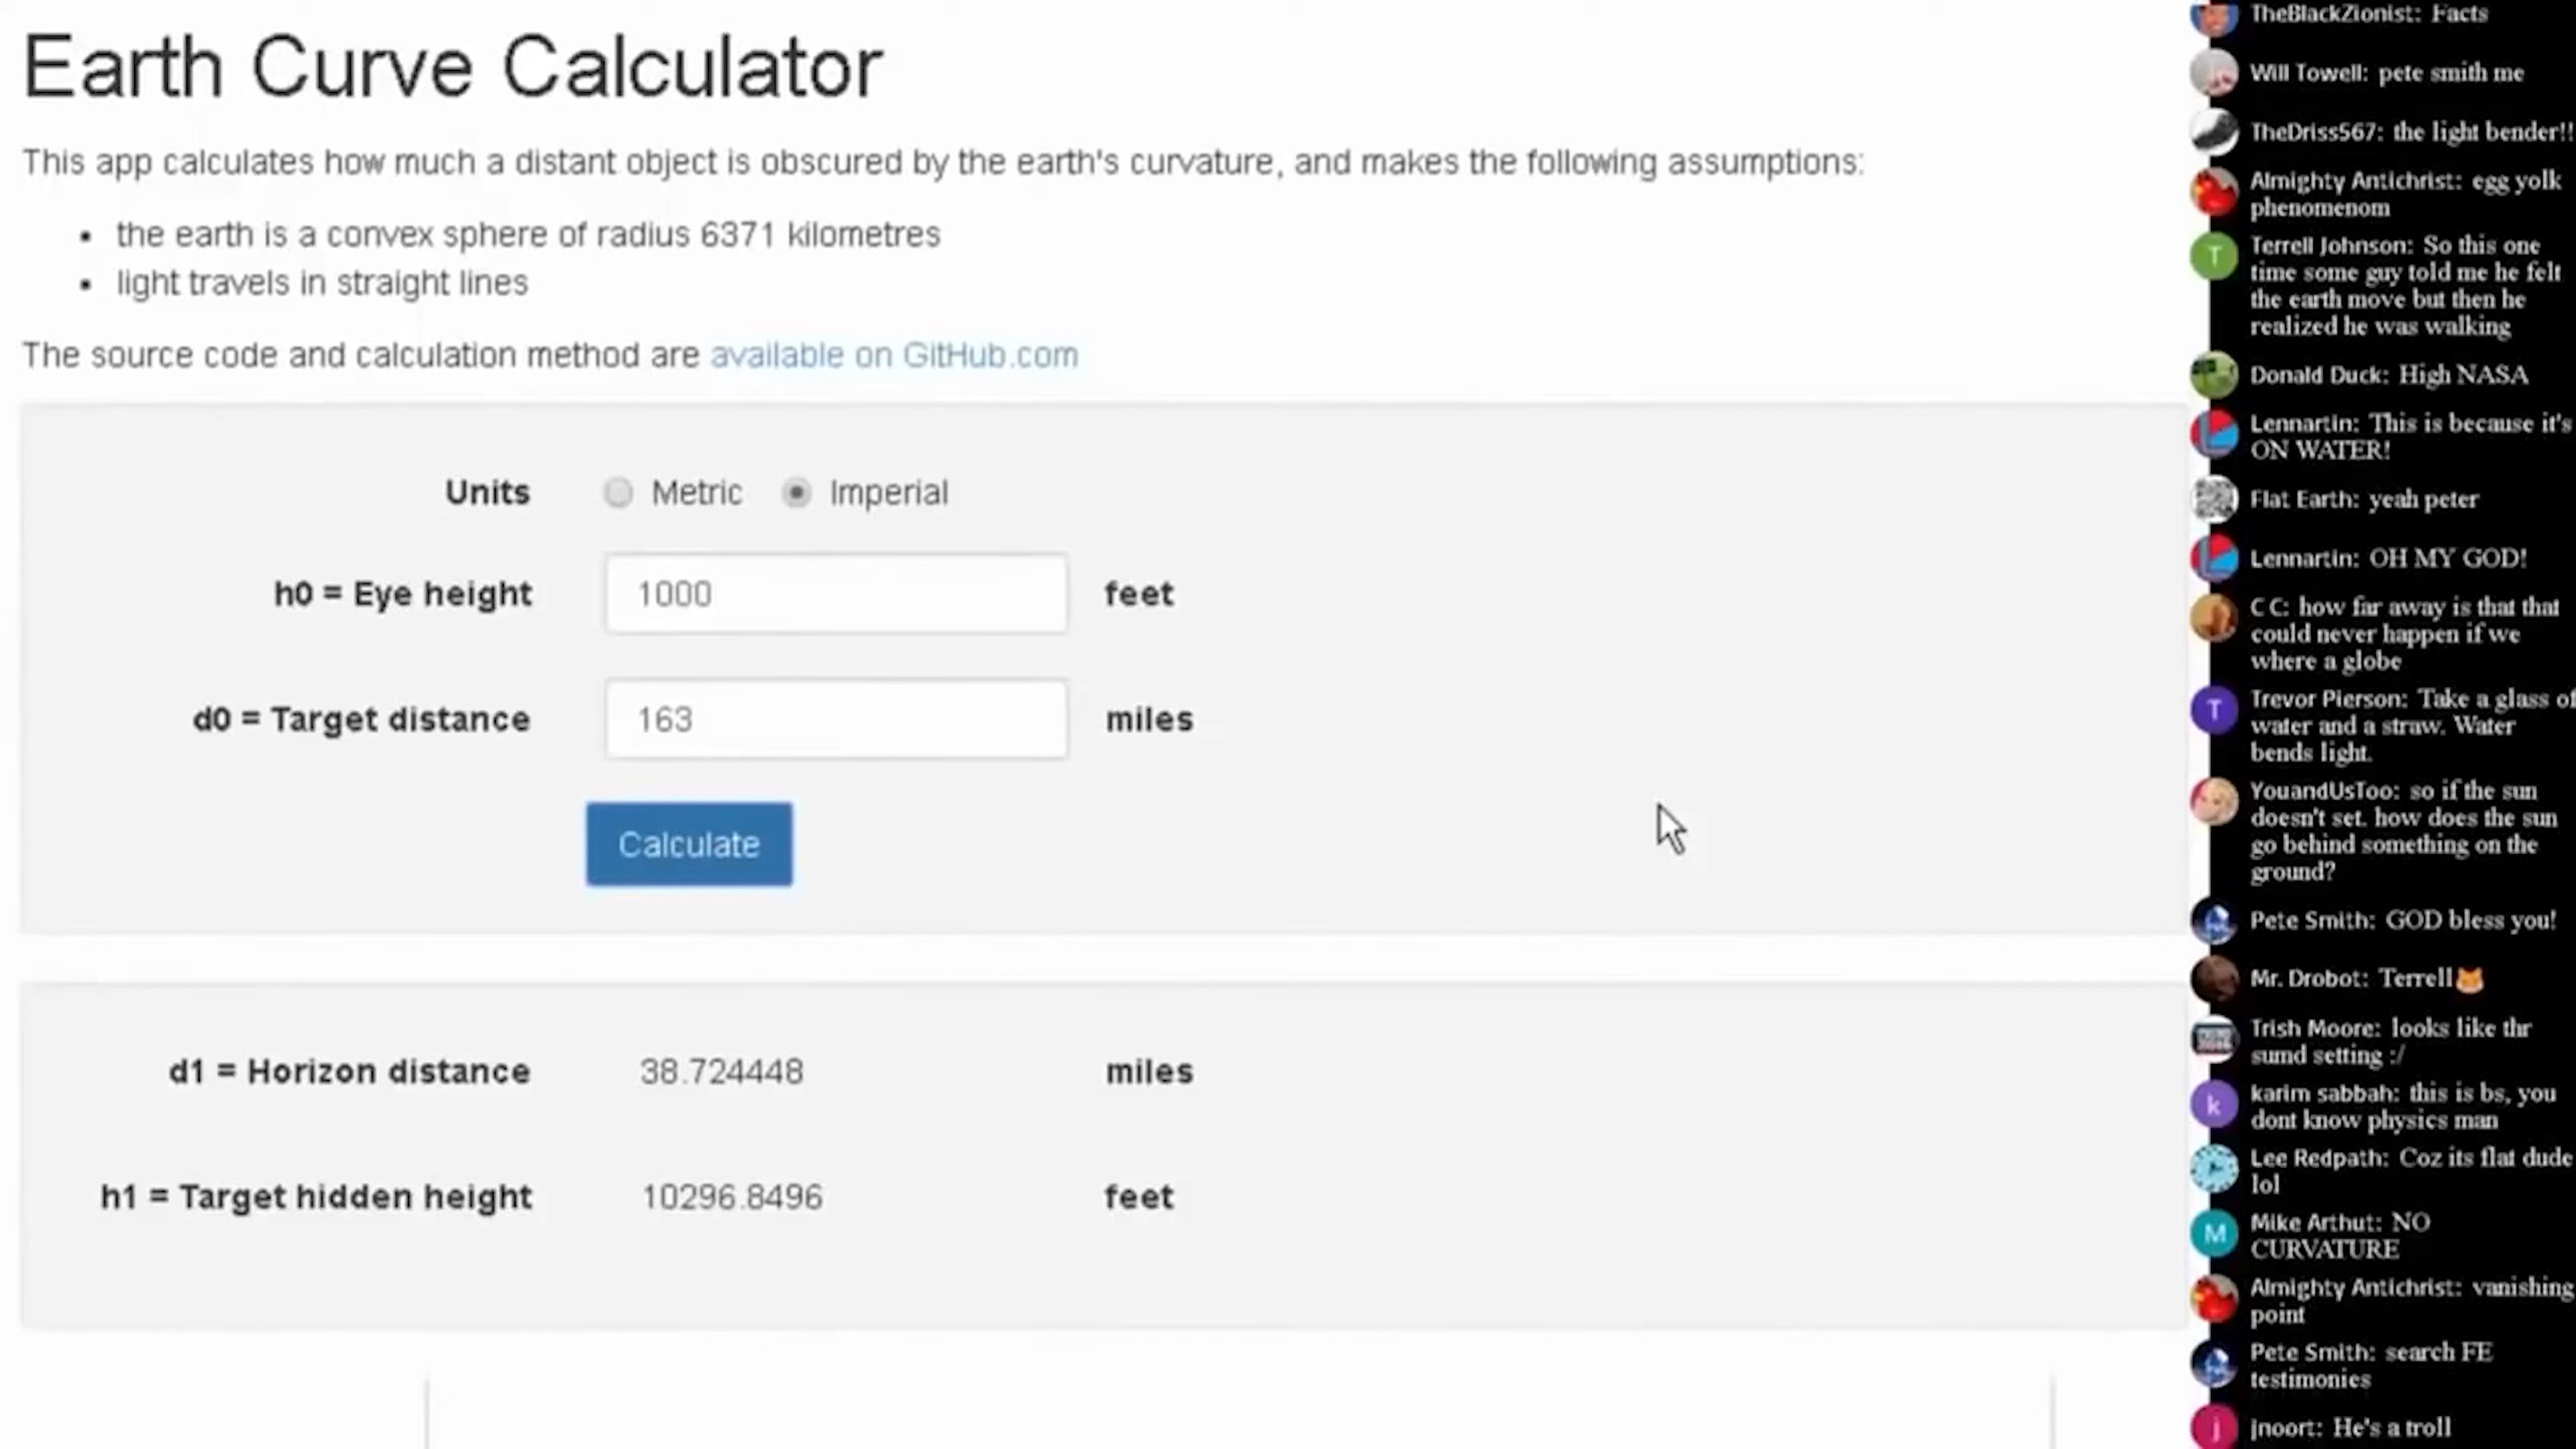 Earth Curve Calculator
This app calculates how much a distant object is obscured by the earth's curvature, and makes the following assumptions:
• the earth is a convex sphere of radius 6371 kilometres
• light travels in straight lines
The source code and calculation method are available on GitHub.com
Units Metric Imperial
h0 = Eye height 1000 feet
d0 = Target distance 163 miles
Calculate
d1 = Horizon distance 38.724448 miles
h1 = Target hidden height 10296.8496 feet
TheBlackZionist: Facts
Will Towell: pete smith me
TheDriss567: the light bender!!
Almighty Antichrist: egg yolk
phenomenom
T
Terrell Johnson: So this one
time some guy told me he felt
the earth move but then he
realized he was walking
Donald Duck: High NASA
Lennartin: This is because it's
ON WATER!
Flat Earth: yeah peter
Lennartin: OH MY GOD!
C C: how far away is that that
could never happen if we
where a globe
T
Trevor Pierson: Take a glass of
water and a straw. Water
bends light.
YouandUsToo: so if the sun
doesn't set. how does the sun
go behind something on the
ground?
Pete Smith: GOD bless you!
Mr. Drobot: Terrell🦊
Trish Moore: looks like thr
sumd setting :/
k
karim sabbah: this is bs, you
dont know physics man
Lee Redpath: Coz its flat dude
lol
M
Mike Arthut: NO
CURVATURE
Almighty Antichrist: vanishing
point
Pete Smith: search FE
testimonies
j
jnoort: He's a troll